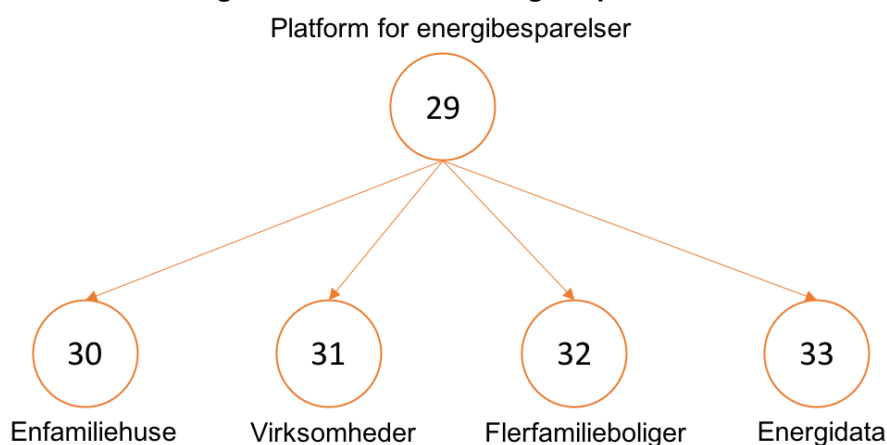 Platform for energibesparelser
29
30 31 32 33
Enfamiliehuse Virksomheder Flerfamilieboliger Energidata